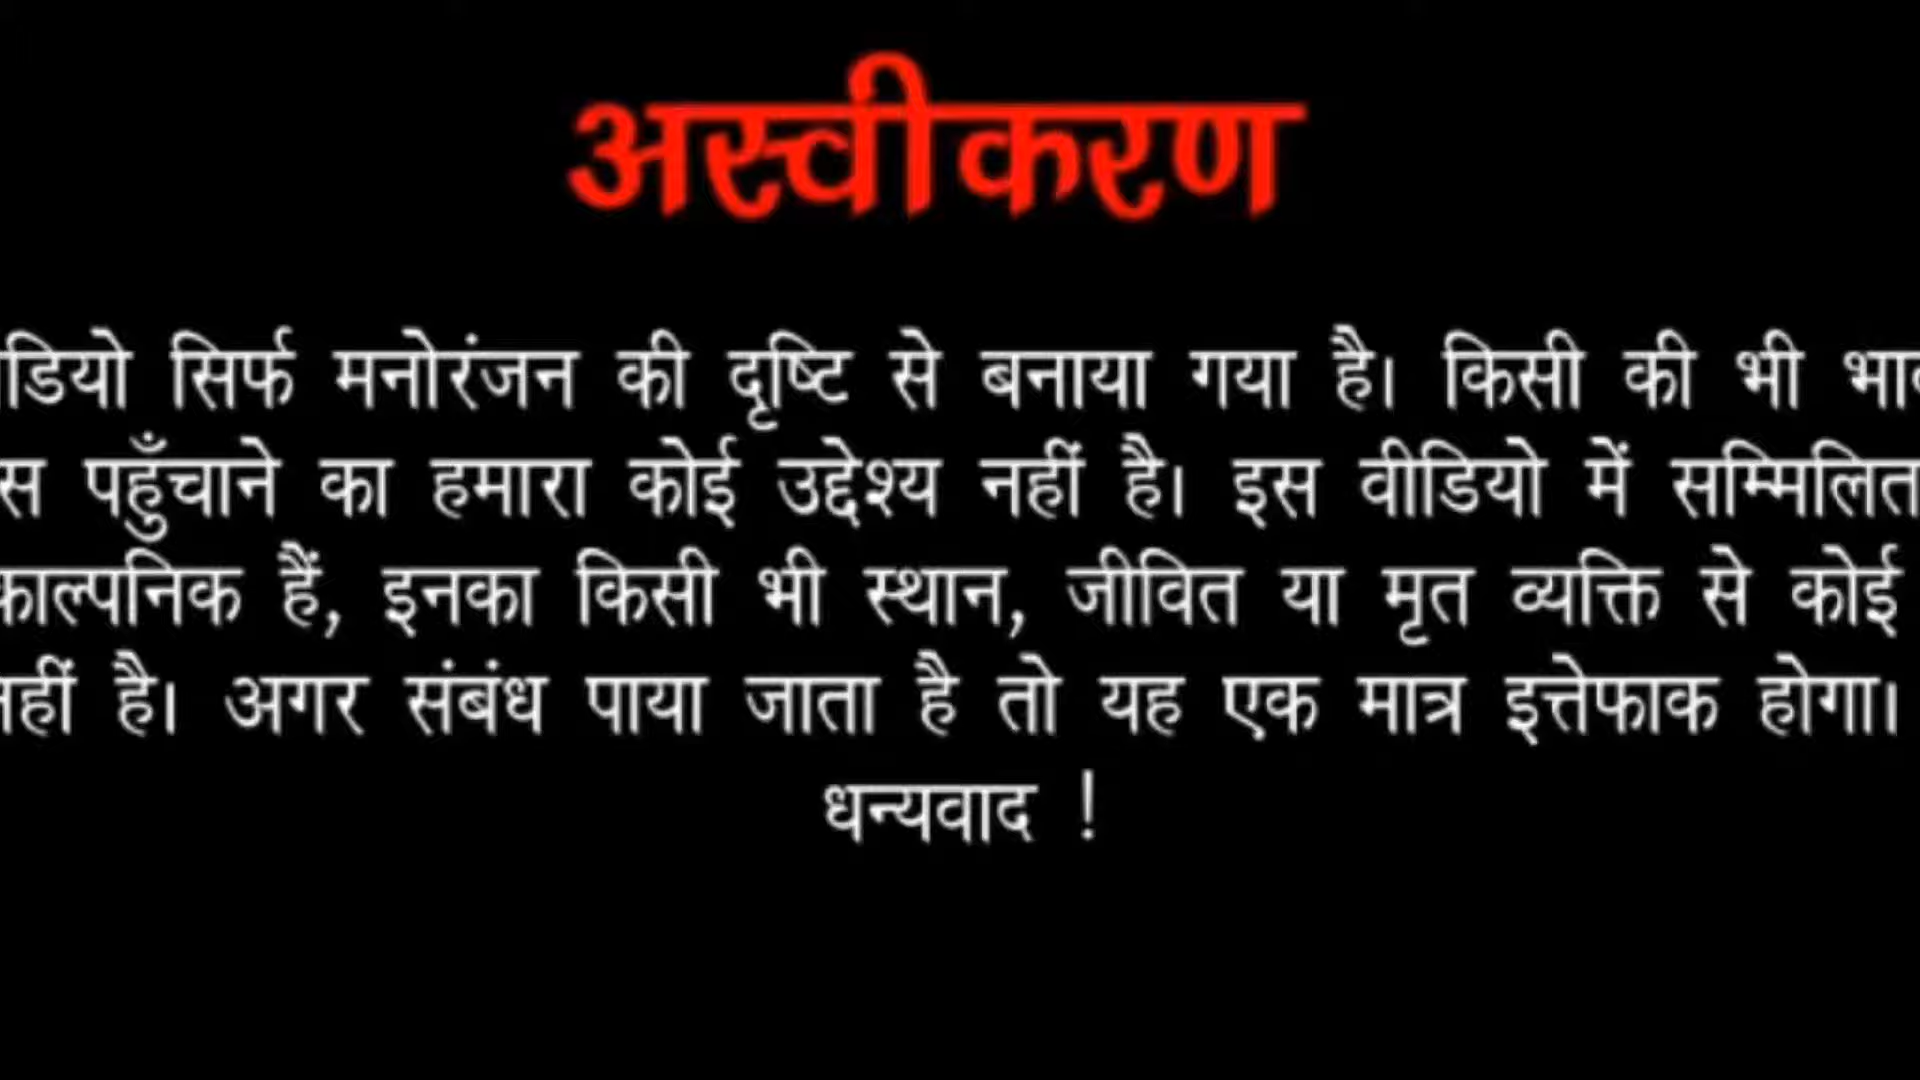 अस्वीकरण
सिर्फ मनोरंजन की दृष्टि से बनाया गया है। किसी की भी
पहुँचाने का हमारा कोई उद्देश्य नहीं है। इस वीडियो में सम्मिलित
काल्पनिक हैं, इनका किसी भी स्थान, जीवित या मृत व्यक्ति से कोई
नहीं है। अगर संबंध पाया जाता है तो यह एक मात्र इत्तेफाक होगा।
धन्यवाद !